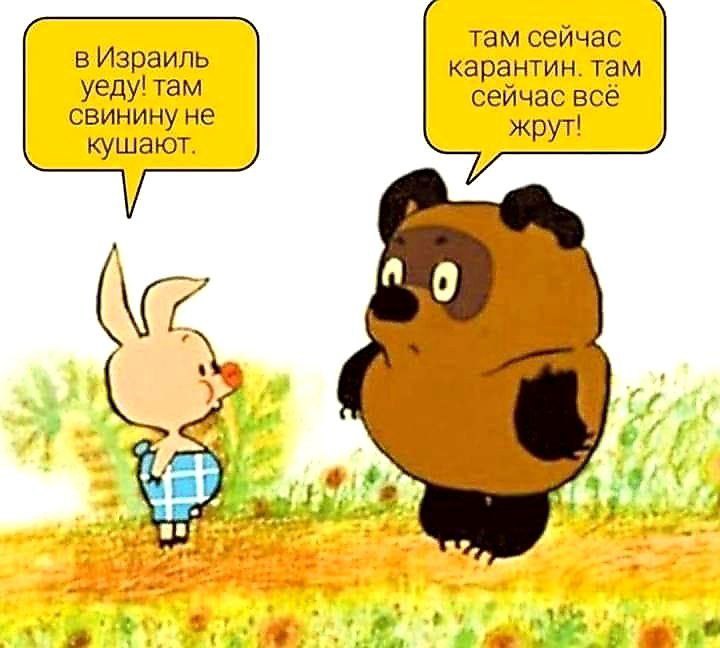 в Израиль
уеду! там
свинину не
кушают.
там сейчас
карантин. там
сейчас всё
жрут!